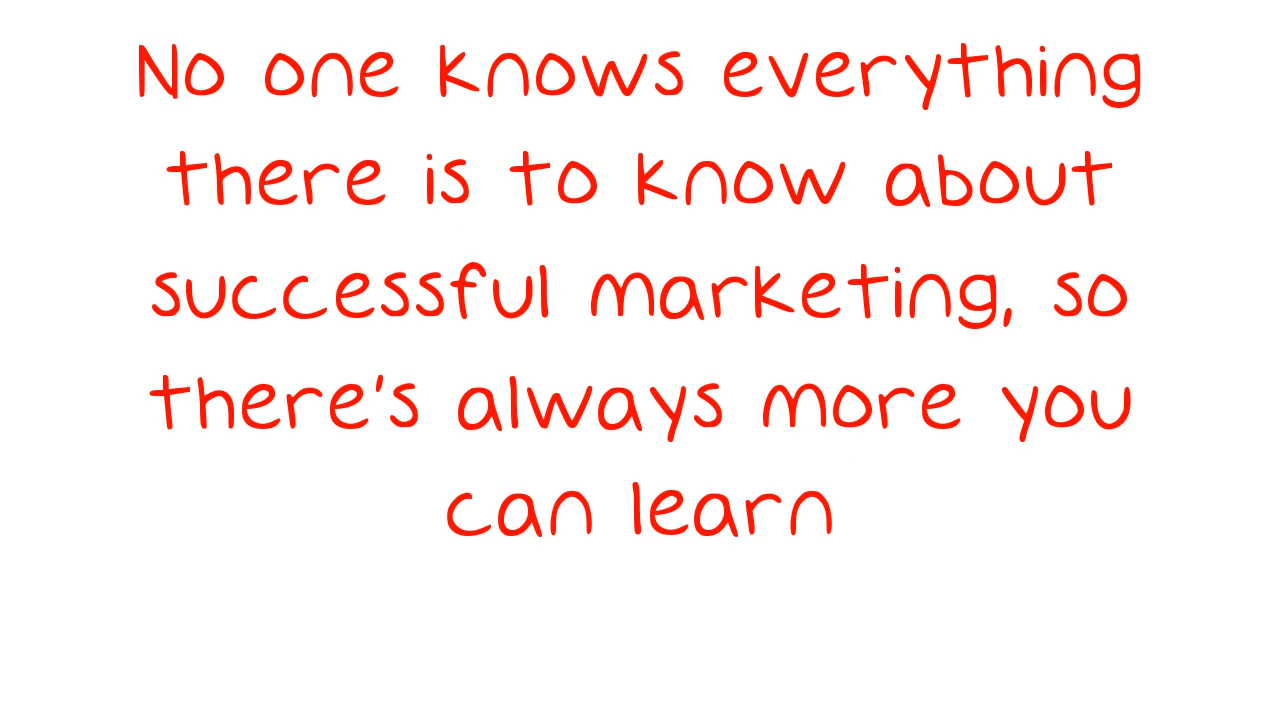 No one knows everything
there is to know about
successful marketing, so
there's always more you
can learn